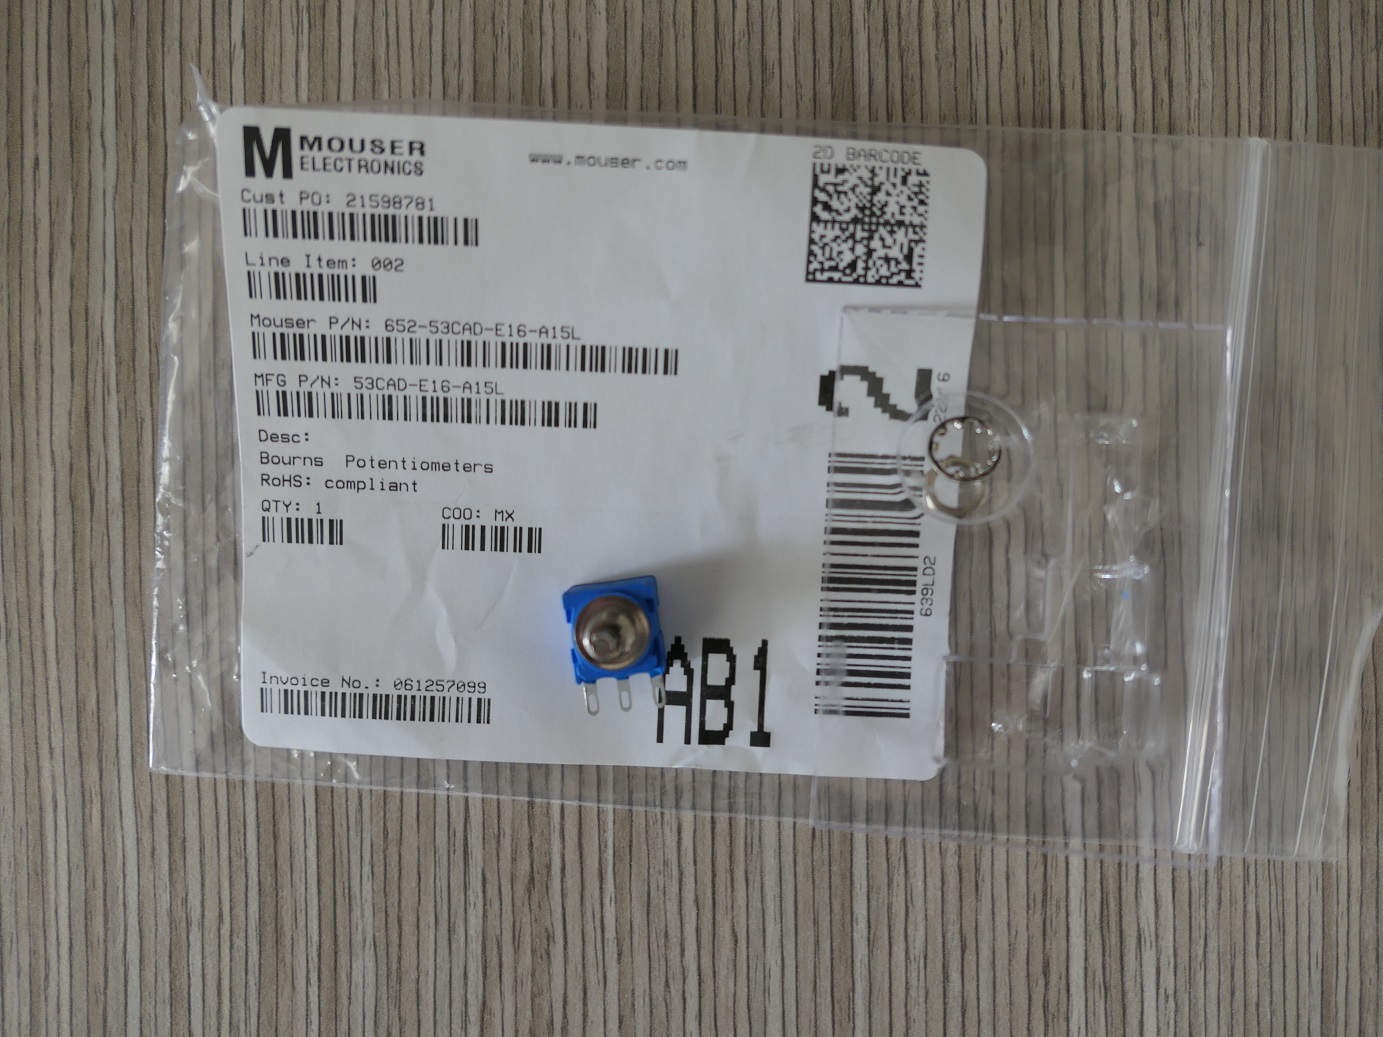 M MOUSER
ELECTRONICS
www.mouser.com
2D BARCODE
Cust PO: 21598781
Line Item: 002
Mouser P/N: 652-53CAD-E16-A15L
MFG P/N: 53CAD-E16-A15L
Desc:
Bourns Potentiometers
RoHS: compliant
QTY: 1
COO: MX
Invoice No.: 061257099
AB1
2
639LD2